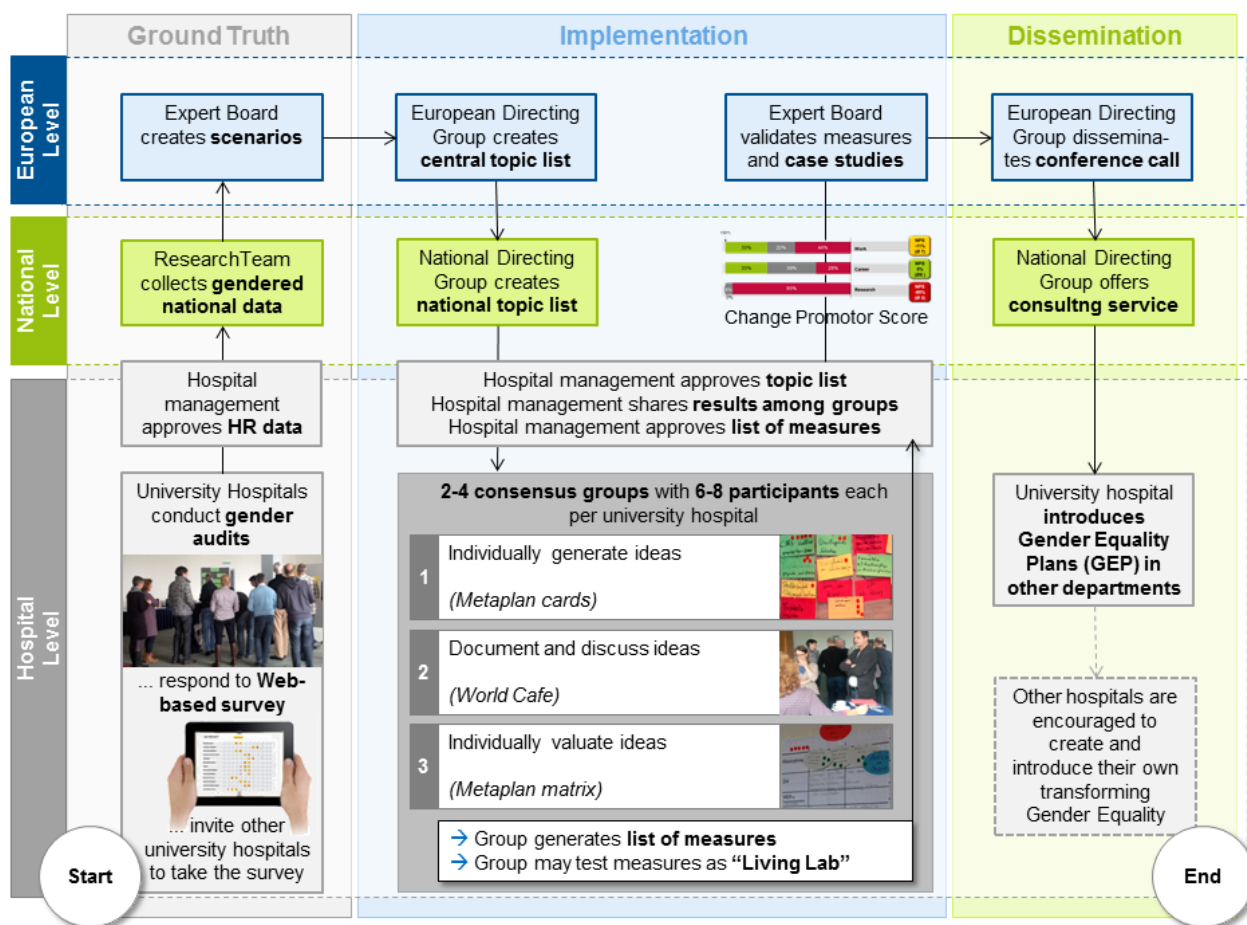 Ground Truth
Implementation
Dissemination
European
Level
Expert Board
creates scenarios
European Directing
Group creates
central topic list
Expert Board
validates measures
and case studies
European Directing
Group dissemina-
tes conference call
National
Level
ResearchTeam
collects gendered
national data
National Directing
Group creates
national topic list
Work
Career
Research
Change Promotor Score
National Directing
Group offers
consultng service
Hospital
Level
Hospital
management
approves HR data
Hospital management approves topic list
Hospital management shares results among groups
Hospital management approves list of measures
University Hospitals
conduct gender
audits
... respond to Web-
based survey
... invite other
university hospitals
to take the survey
2-4 consensus groups with 6-8 participants each
per university hospital
1
Individually generate ideas
(Metaplan cards)
2
Document and discuss ideas
(World Cafe)
3
Individually valuate ideas
(Metaplan matrix)
→ Group generates list of measures
→ Group may test measures as “Living Lab”
University hospital
introduces
Gender Equality
Plans (GEP) in
other departments
Other hospitals are
encouraged to
create and
introduce their own
transforming
Gender Equality
Start
End